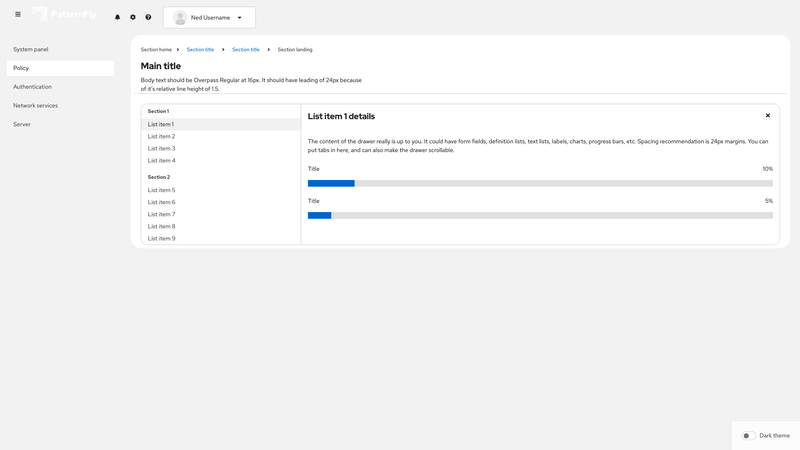 PatternFly
Ned Username
System panel
Policy
Authentication
Network services
Server
Section home
Section title
Section title
Section landing
Main title
Body text should be Overpass Regular at 16px. It should have leading of 24px because
of it's relative line height of 1.5.
Section 1
List item 1
List item 2
List item 3
List item 4
Section 2
List item 5
List item 6
List item 7
List item 8
List item 9
List item 1 details
The content of the drawer really is up to you. It could have form fields, definition lists, text lists, labels, charts, progress bars, etc. Spacing recommendation is 24px margins. You can
put tabs in here, and can also make the drawer scrollable.
Title 10%
Title 5%
Dark theme